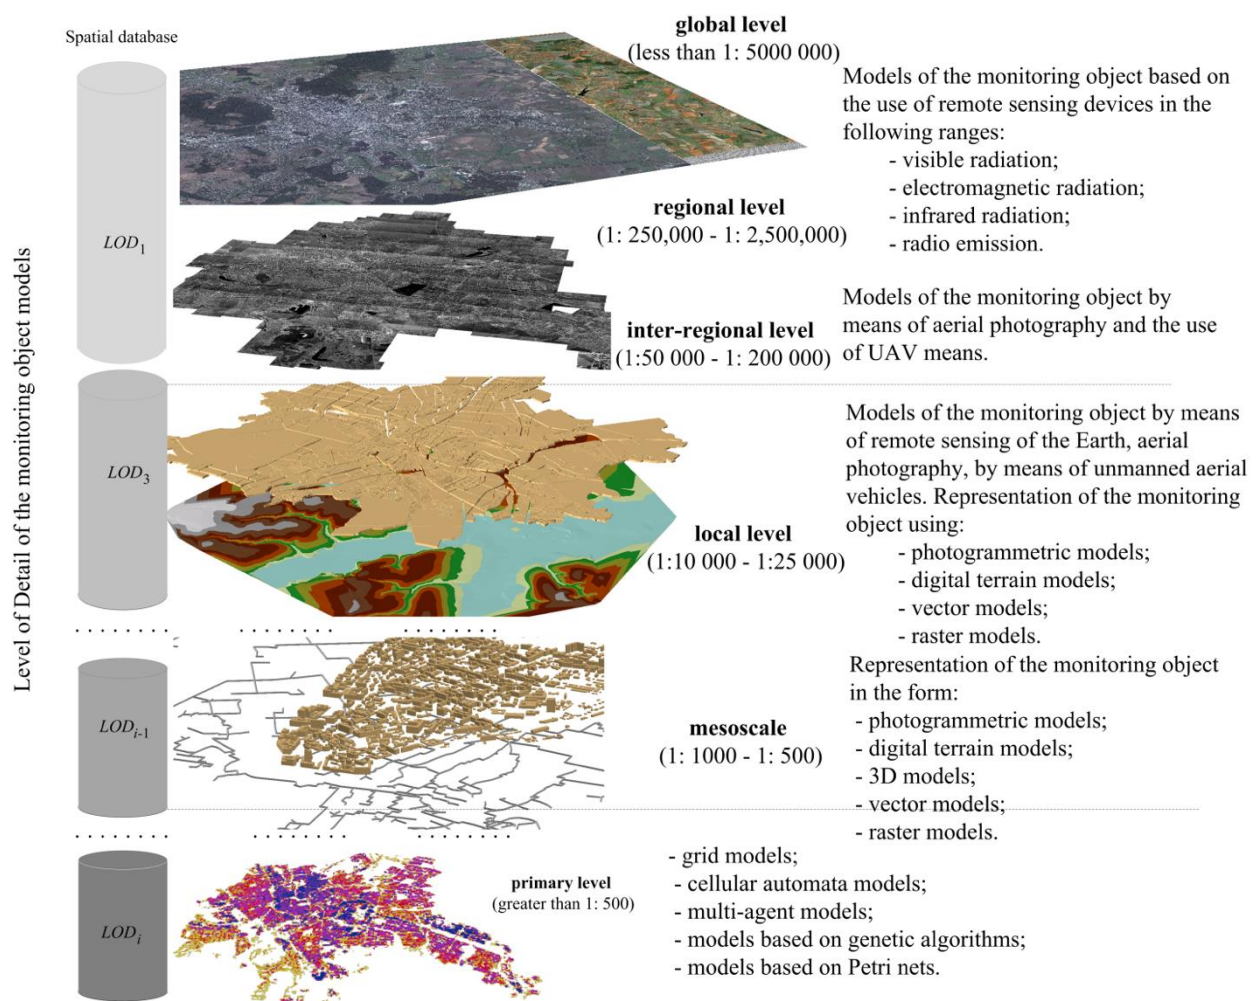 Spatial database
Level of Detail of the monitoring object models
global level
(less than 1: 5000 000)
Models of the monitoring object based on
the use of remote sensing devices in the
following ranges:
- visible radiation;
- electromagnetic radiation;
- infrared radiation;
- radio emission.
LOD1
regional level
(1: 250,000 - 1: 2,500,000)
inter-regional level
(1:50 000 - 1: 200 000)
Models of the monitoring object by
means of aerial photography and the use
of UAV means.
LOD3
local level
(1:10 000 - 1:25 000)
Models of the monitoring object by means
of remote sensing of the Earth, aerial
photography, by means of unmanned aerial
vehicles. Representation of the monitoring
object using:
- photogrammetric models;
- digital terrain models;
- vector models;
- raster models.
LODi-1
mesoscale
(1: 1000 - 1: 500)
Representation of the monitoring object
in the form:
- photogrammetric models;
- digital terrain models;
- 3D models;
- vector models;
- raster models.
LODi
primary level
(greater than 1: 500)
- grid models;
- cellular automata models;
- multi-agent models;
- models based on genetic algorithms;
- models based on Petri nets.